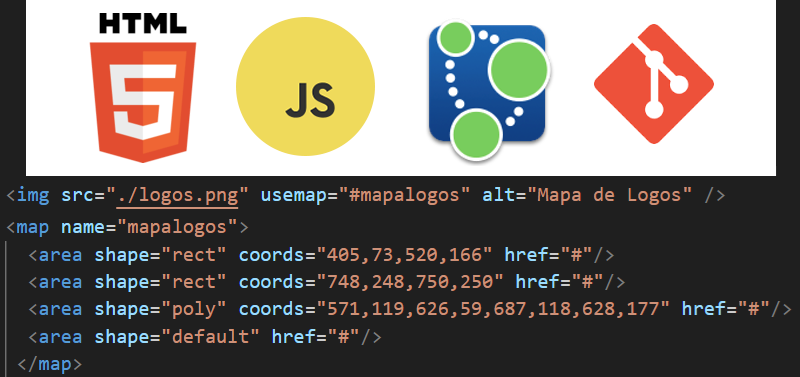 HTML
5
JS
<img src="./logos.png" usemap="#mapalogos" alt="Mapa de Logos" />
<map name="mapalogos">
<area shape="rect" coords="405,73,520,166" href="#"/>
<area shape="rect" coords="748,248,750,250" href="#"/>
<area shape="poly" coords="571,119,626,59,687,118,628,177" href="#"/>
<area shape="default" href="#"/>
</map>